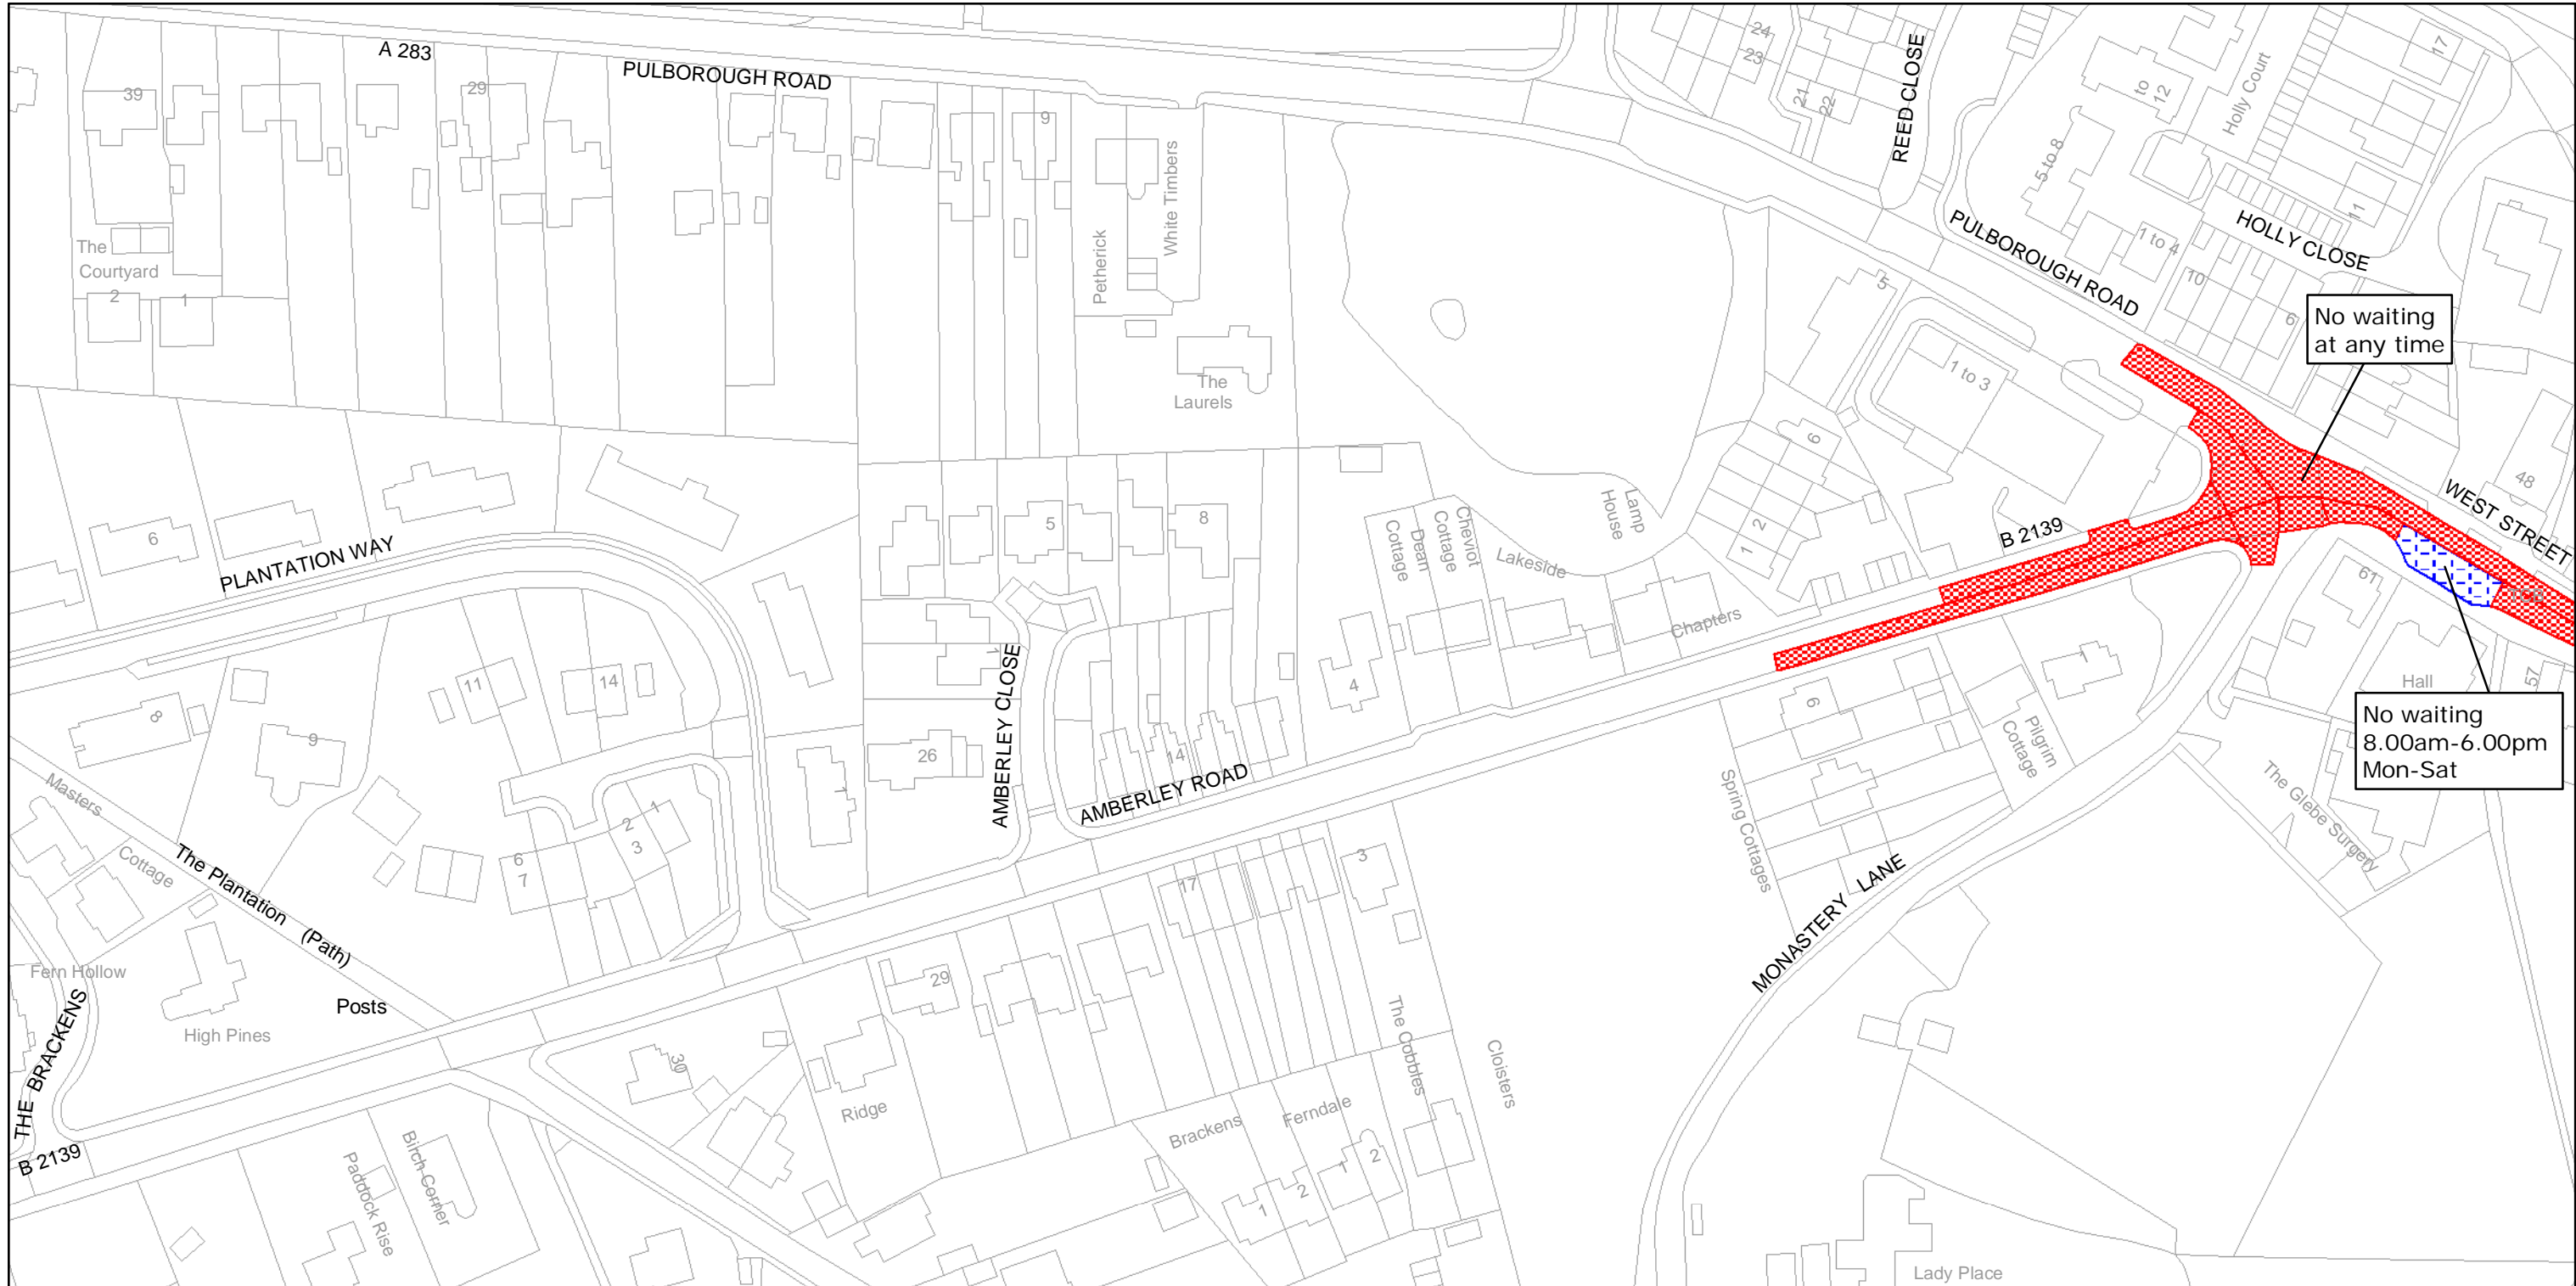 A 283
PULBOROUGH ROAD
39
29
9
White Timbers
Petherick
The
Courtyard
2
1
The
Laurels
24
23
21
22
REED CLOSE
to
12
Holly Court
17
5 to 8
11
1 to 4
HOLLY CLOSE
PULBOROUGH ROAD
10
6
No waiting
at any time
5
1 to 3
6
48
WEST STREET
6
PLANTATION WAY
5
8
Dean
Cottage
Cheviot
Cottage
Lakeside
Lamp
House
1
2
B 2139
Chapters
61
TCB
Hall
57
No waiting
8.00am-6.00pm
Mon-Sat
1
AMBERLEY CLOSE
4
6
1
Pilgrim
Cottage
11
14
8
9
26
14
AMBERLEY ROAD
1
Spring Cottages
The Glebe Surgery
Masters
Cottage
The Plantation
(Path)
1
2
3
6
7
17
3
MONASTERY LANE
Fern Hollow
THE BRACKENS
High Pines
Posts
29
30
Ridge
The Cobbles
Cloisters
Brackens
Ferndale
B 2139
Paddock Rise
Birch Corner
1
2
1
2
Lady Place